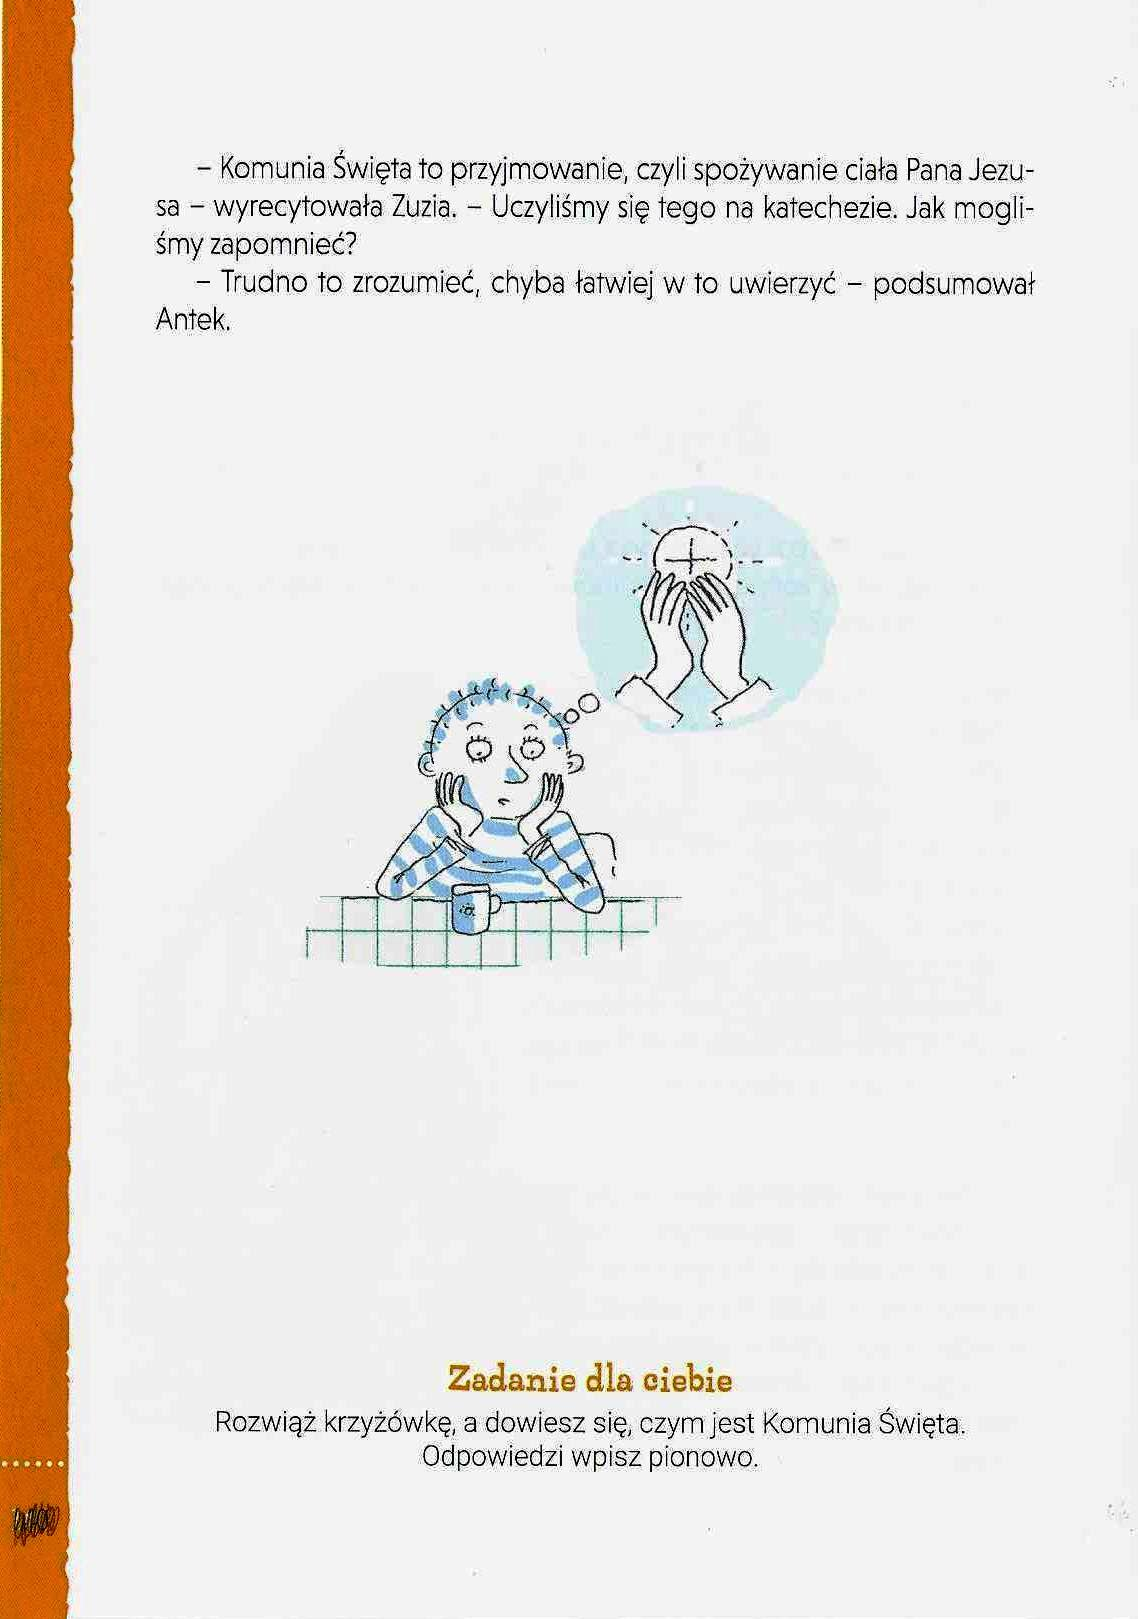 – Komunia Święta to przyjmowanie, czyli spożywanie ciała Pana Jezu-
sa – wyrecytowała Zuzia. – Uczyliśmy się tego na katechezie. Jak mogli-
śmy zapomnieć?
– Trudno to zrozumieć, chyba łatwiej w to uwierzyć – podsumował
Antek.
Zadanie dla ciebie
Rozwiąż krzyżówkę, a dowiesz się, czym jest Komunia Święta.
Odpowiedzi wpisz pionowo.